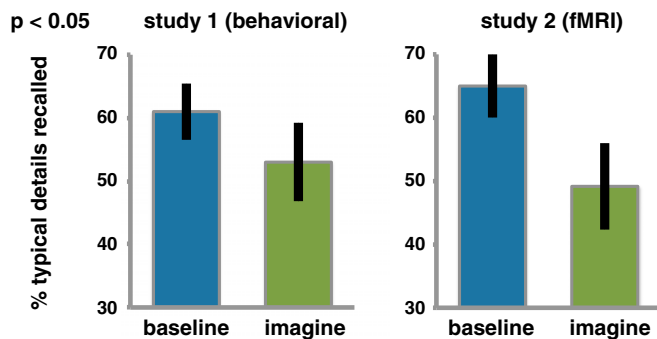 p < 0.05
study 1 (behavioral)
study 2 (fMRI)
% typical details recalled
70
60
50
40
30
baseline
imagine
70
60
50
40
30
baseline
imagine